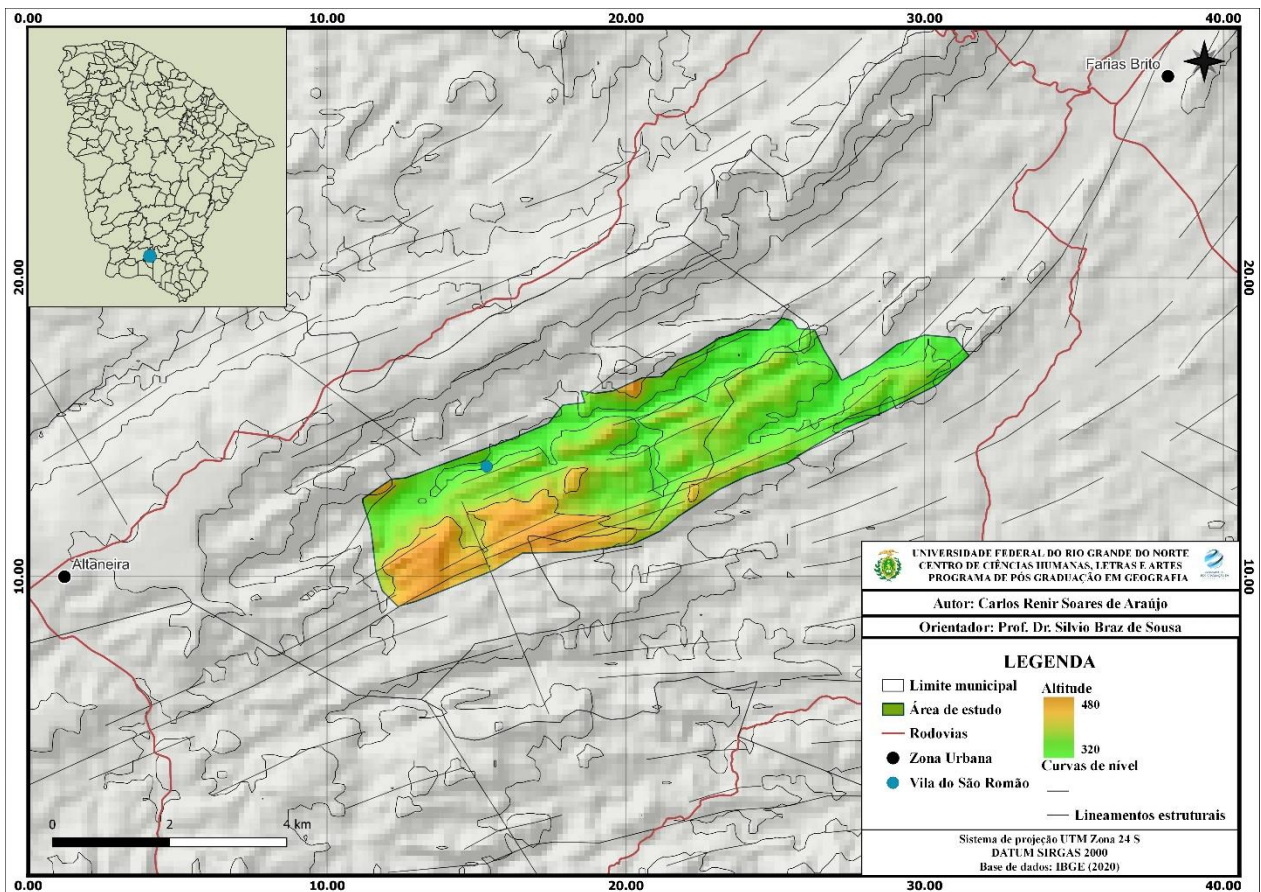 0.00 10.00 20.00 30.00 40.00
Farias Brito
20.00 20.00
Altaneira
10.00 10.00
UNIVERSIDADE FEDERAL DO RIO GRANDE DO NORTE
CENTRO DE CIÊNCIAS HUMANAS, LETRAS E ARTES
PROGRAMA DE PÓS GRADUAÇÃO EM GEOGRAFIA
Autor: Carlos Renir Soares de Araújo
Orientador: Prof. Dr. Silvio Braz de Sousa
LEGENDA
Limite municipal
Área de estudo
Rodovias
Zona Urbana
Vila do São Romão
Altitude
480
320
Curvas de nível
Lineamentos estruturais
Sistema de projeção UTM Zona 24 S
DATUM SIRGAS 2000
Base de dados: IBGE (2020)
0 2 4 km
0.00 10.00 20.00 30.00 40.00